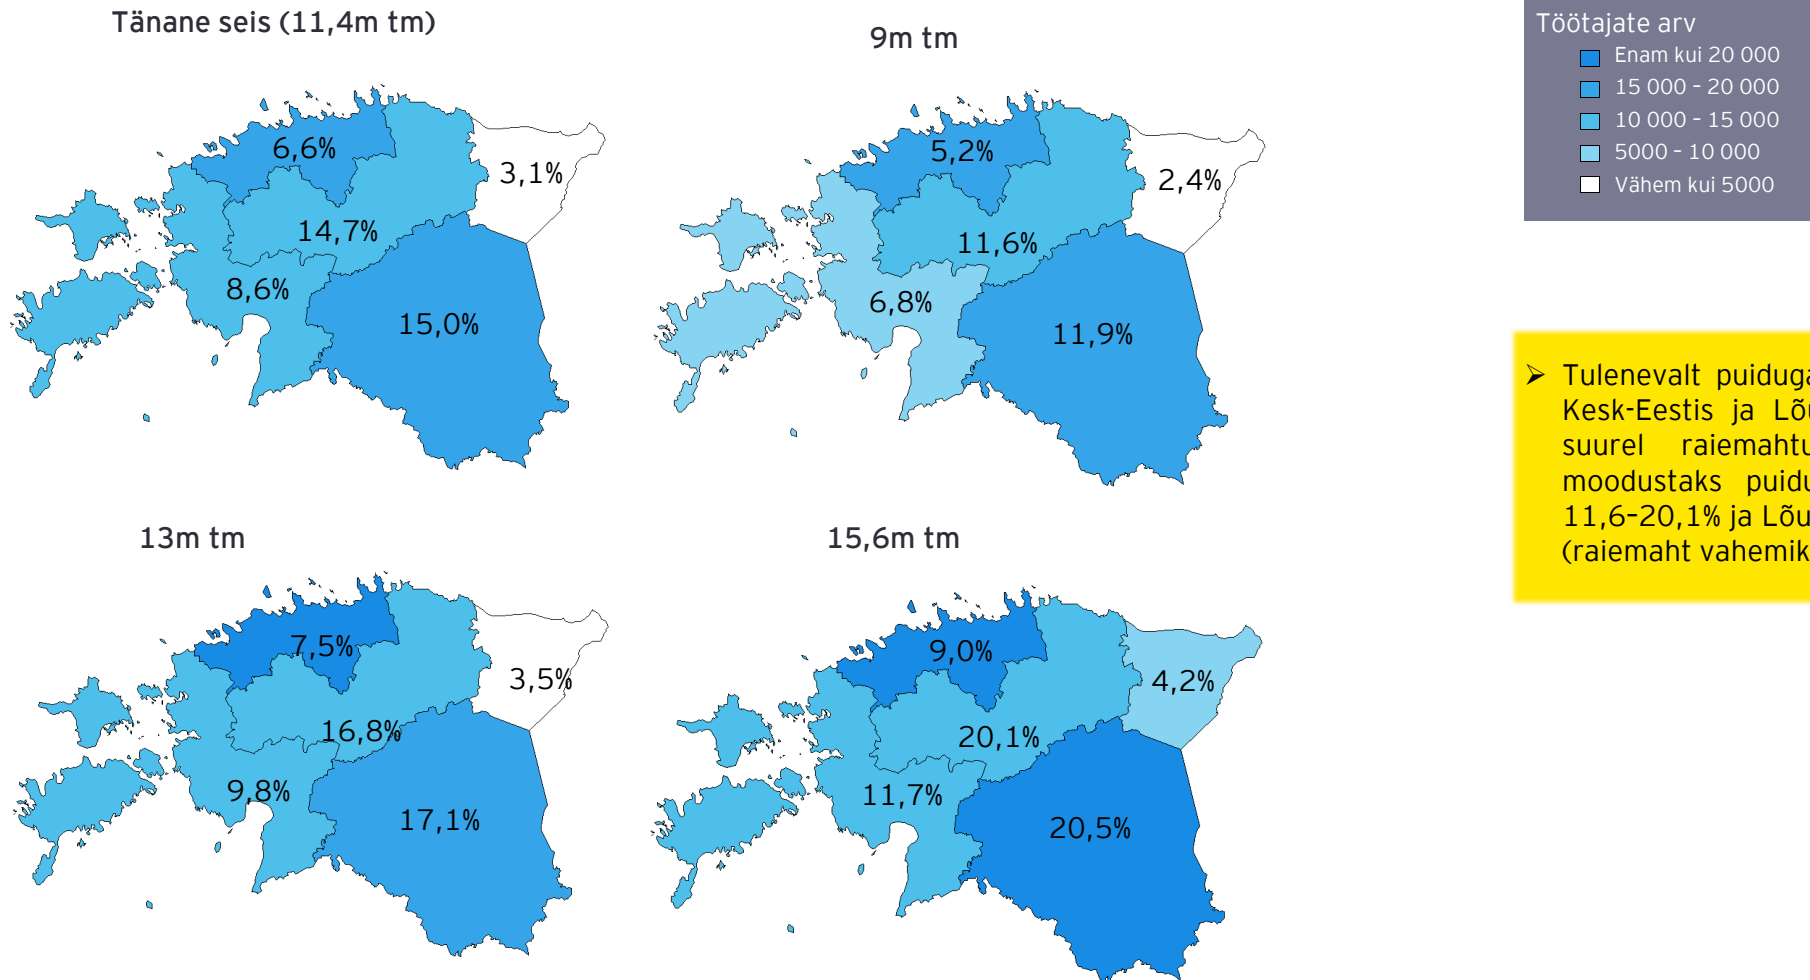 Tänane seis (11,4m tm)
6,6%
3,1%
14,7%
8,6%
15,0%
9m tm
5,2%
2,4%
11,6%
6,8%
11,9%
13m tm
7,5%
3,5%
16,8%
9,8%
17,1%
15,6m tm
9,0%
4,2%
20,1%
11,7%
20,5%
Töötajate arv
Enam kui 20 000
15 000 – 20 000
10 000 – 15 000
5000 – 10 000
Vähem kui 5000
➢ Tulenevalt
Kesk-Eestis ja
suurel
moodustaks
11,6–20,1% ja
(raiemaht